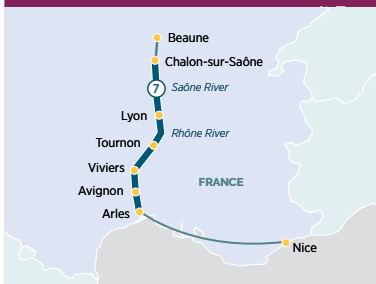 Beaune
Chalon-sur-Saône
7
Saône River
Lyon
Rhône River
Tournon
Viviers
FRANCE
Avignon
Arles
Nice